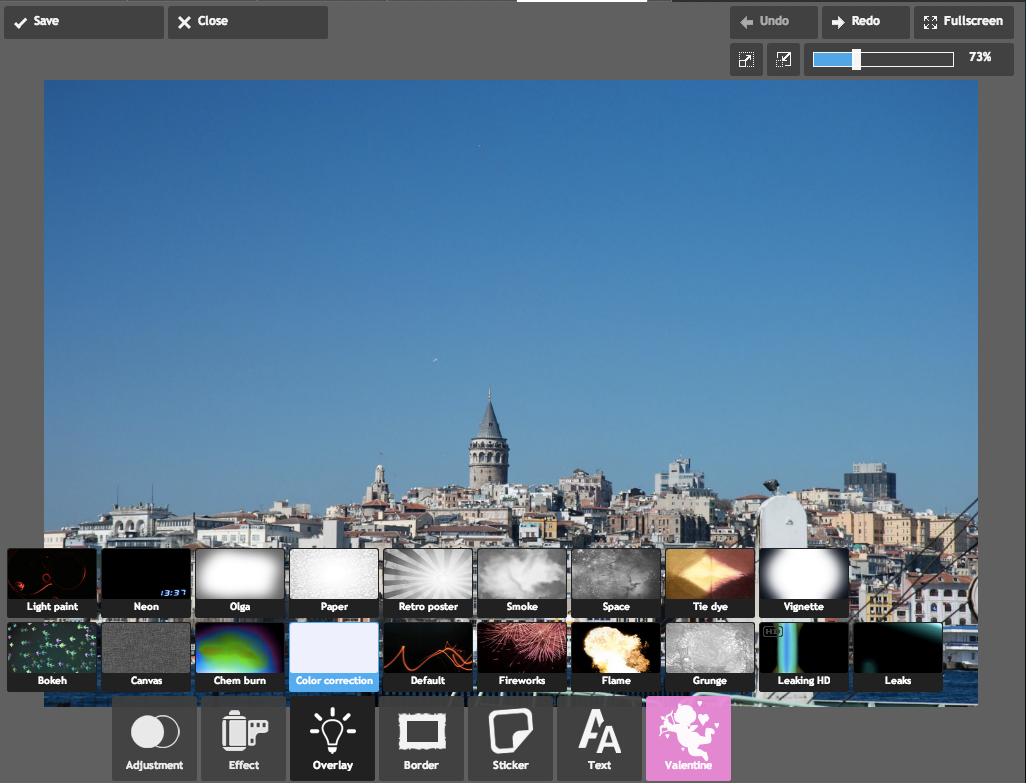 Save
Close
Undo
Redo
Fullscreen
73%
Light paint
Neon
13:37
Olga
Paper
Retro poster
Smoke
Space
Tie dye
Vignette
Bokeh
Canvas
Chem burn
Color correction
Default
Fireworks
Flame
Grunge
HD
Leaking HD
Leaks
Adjustment
Effect
Overlay
Border
Sticker
AA
Text
Valentine